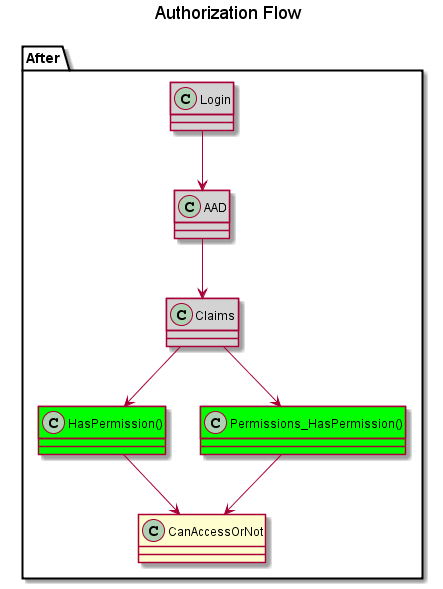 Authorization Flow
After
C Login
C AAD
C Claims
C HasPermission()
C Permissions_HasPermission()
C CanAccessOrNot